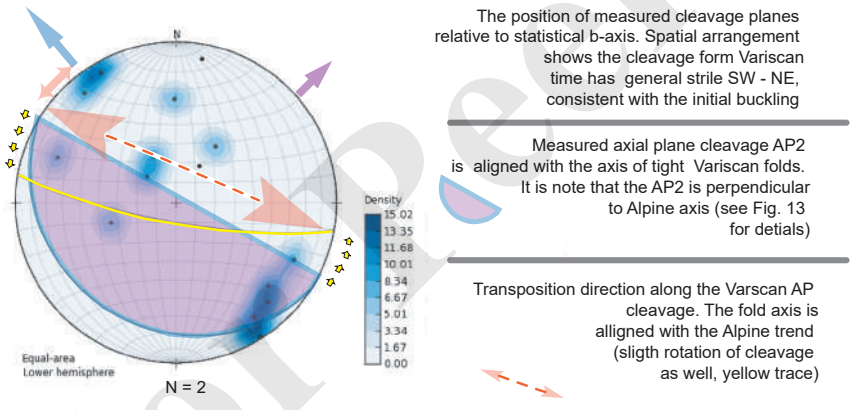 N
Density
15.02
13.35
11.68
10.01
8.34
6.67
5.01
3.34
1.67
0.00
Equal-area
Lower hemisphere
N = 2
The position of measured cleavage planes
relative to statistical b-axis. Spatial arrangement
shows the cleavage form Variscan
time has general strile SW - NE,
consistent with the initial buckling
Measured axial plane cleavage AP2
is aligned with the axis of tight Variscan folds.
It is note that the AP2 is perpendicular
to Alpine axis (see Fig. 13
for detials)
Transposition direction along the Varscan AP
cleavage. The fold axis is
alligned with the Alpine trend
(sligth rotation of cleavage
as well, yellow trace)